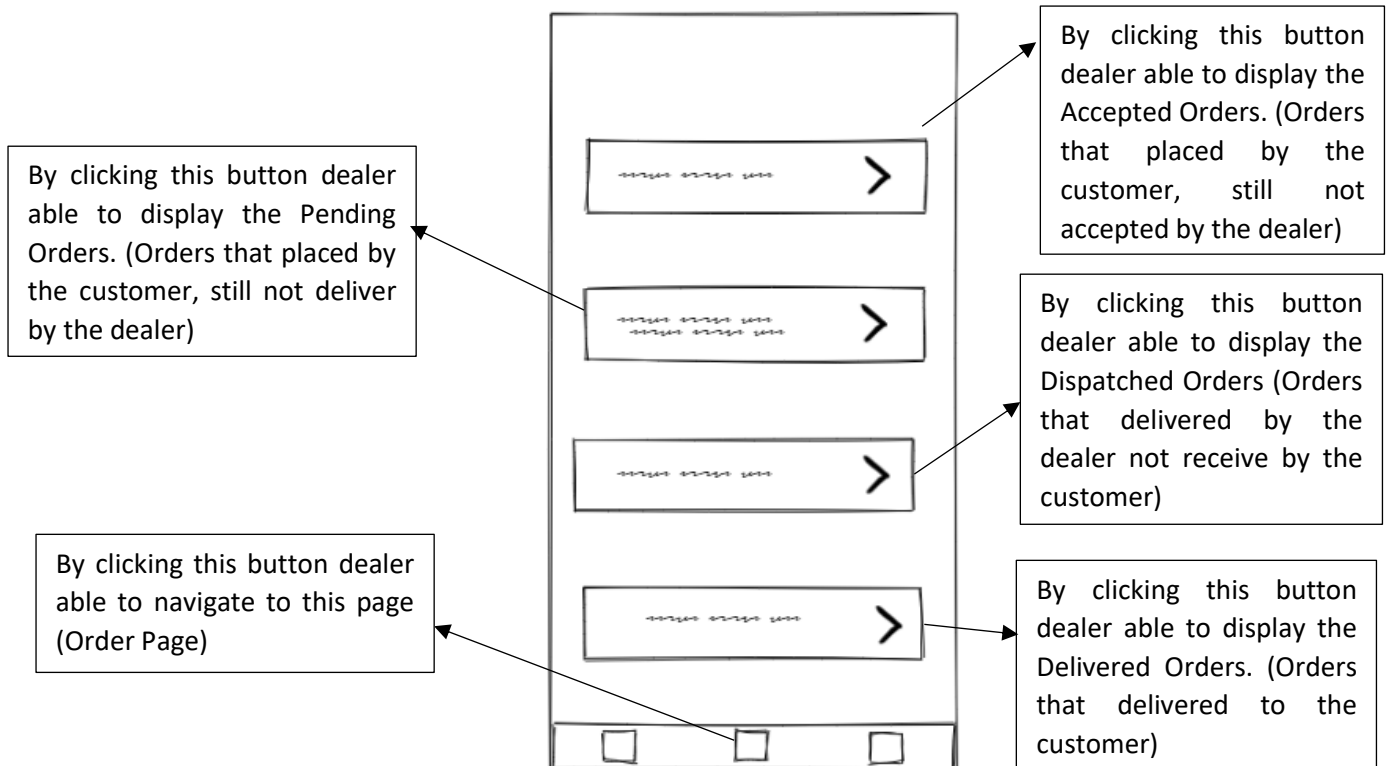 By clicking this button
dealer able to display the
Accepted Orders. (Orders
that placed by the
customer, still not
accepted by the dealer)
By clicking this button dealer
able to display the Pending
Orders. (Orders that placed by
the customer, still not deliver
by the dealer)
By clicking this button
dealer able to display the
Dispatched Orders (Orders
that delivered by the
dealer not receive by the
customer)
By clicking this button dealer
able to navigate to this page
(Order Page)
By clicking this button
dealer able to display the
Delivered Orders. (Orders
that delivered to the
customer)